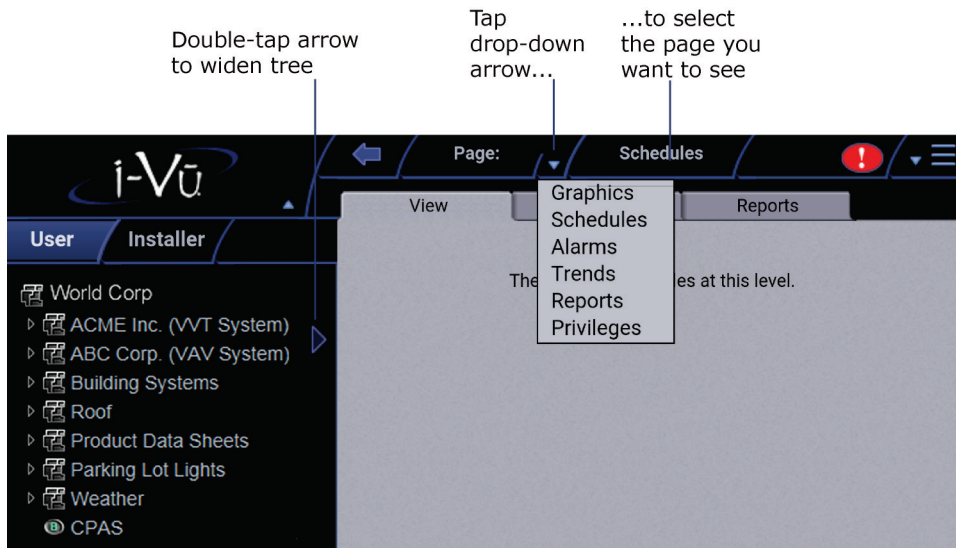 Double-tap arrow
to widen tree
Tap
drop-down
arrow...
...to select
the page you
want to see
i-Vū
Page:
Schedules
!
User
Installer
View
Reports
Graphics
Schedules
Alarms
Trends
Reports
Privileges
The
les at this level.
World Corp
ACME Inc. (VVT System)
ABC Corp. (VAV System)
Building Systems
Roof
Product Data Sheets
Parking Lot Lights
Weather
B CPAS